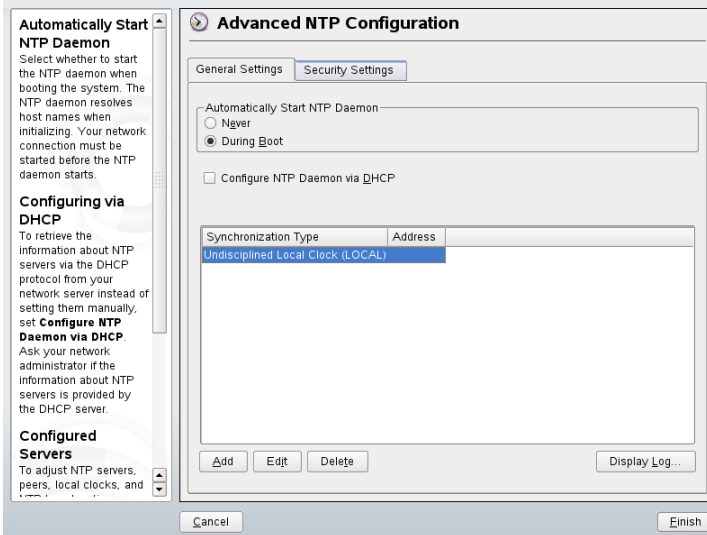 Automatically Start
NTP Daemon
Select whether to start
the NTP daemon when
booting the system. The
NTP daemon resolves
host names when
initializing. Your network
connection must be
started before the NTP
daemon starts.
Configuring via
DHCP
To retrieve the
information about NTP
servers via the DHCP
protocol from your
network server instead of
setting them manually,
set Configure NTP
Daemon via DHCP.
Ask your network
administrator if the
information about NTP
servers is provided by
the DHCP server.
Configured
Servers
To adjust NTP servers,
peers, local clocks, and
Advanced NTP Configuration
General Settings
Security Settings
Automatically Start NTP Daemon
Never
During Boot
Configure NTP Daemon via DHCP
Synchronization Type
Address
Undisciplined Local Clock (LOCAL)
Add
Edit
Delete
Display Log...
Cancel
Finish